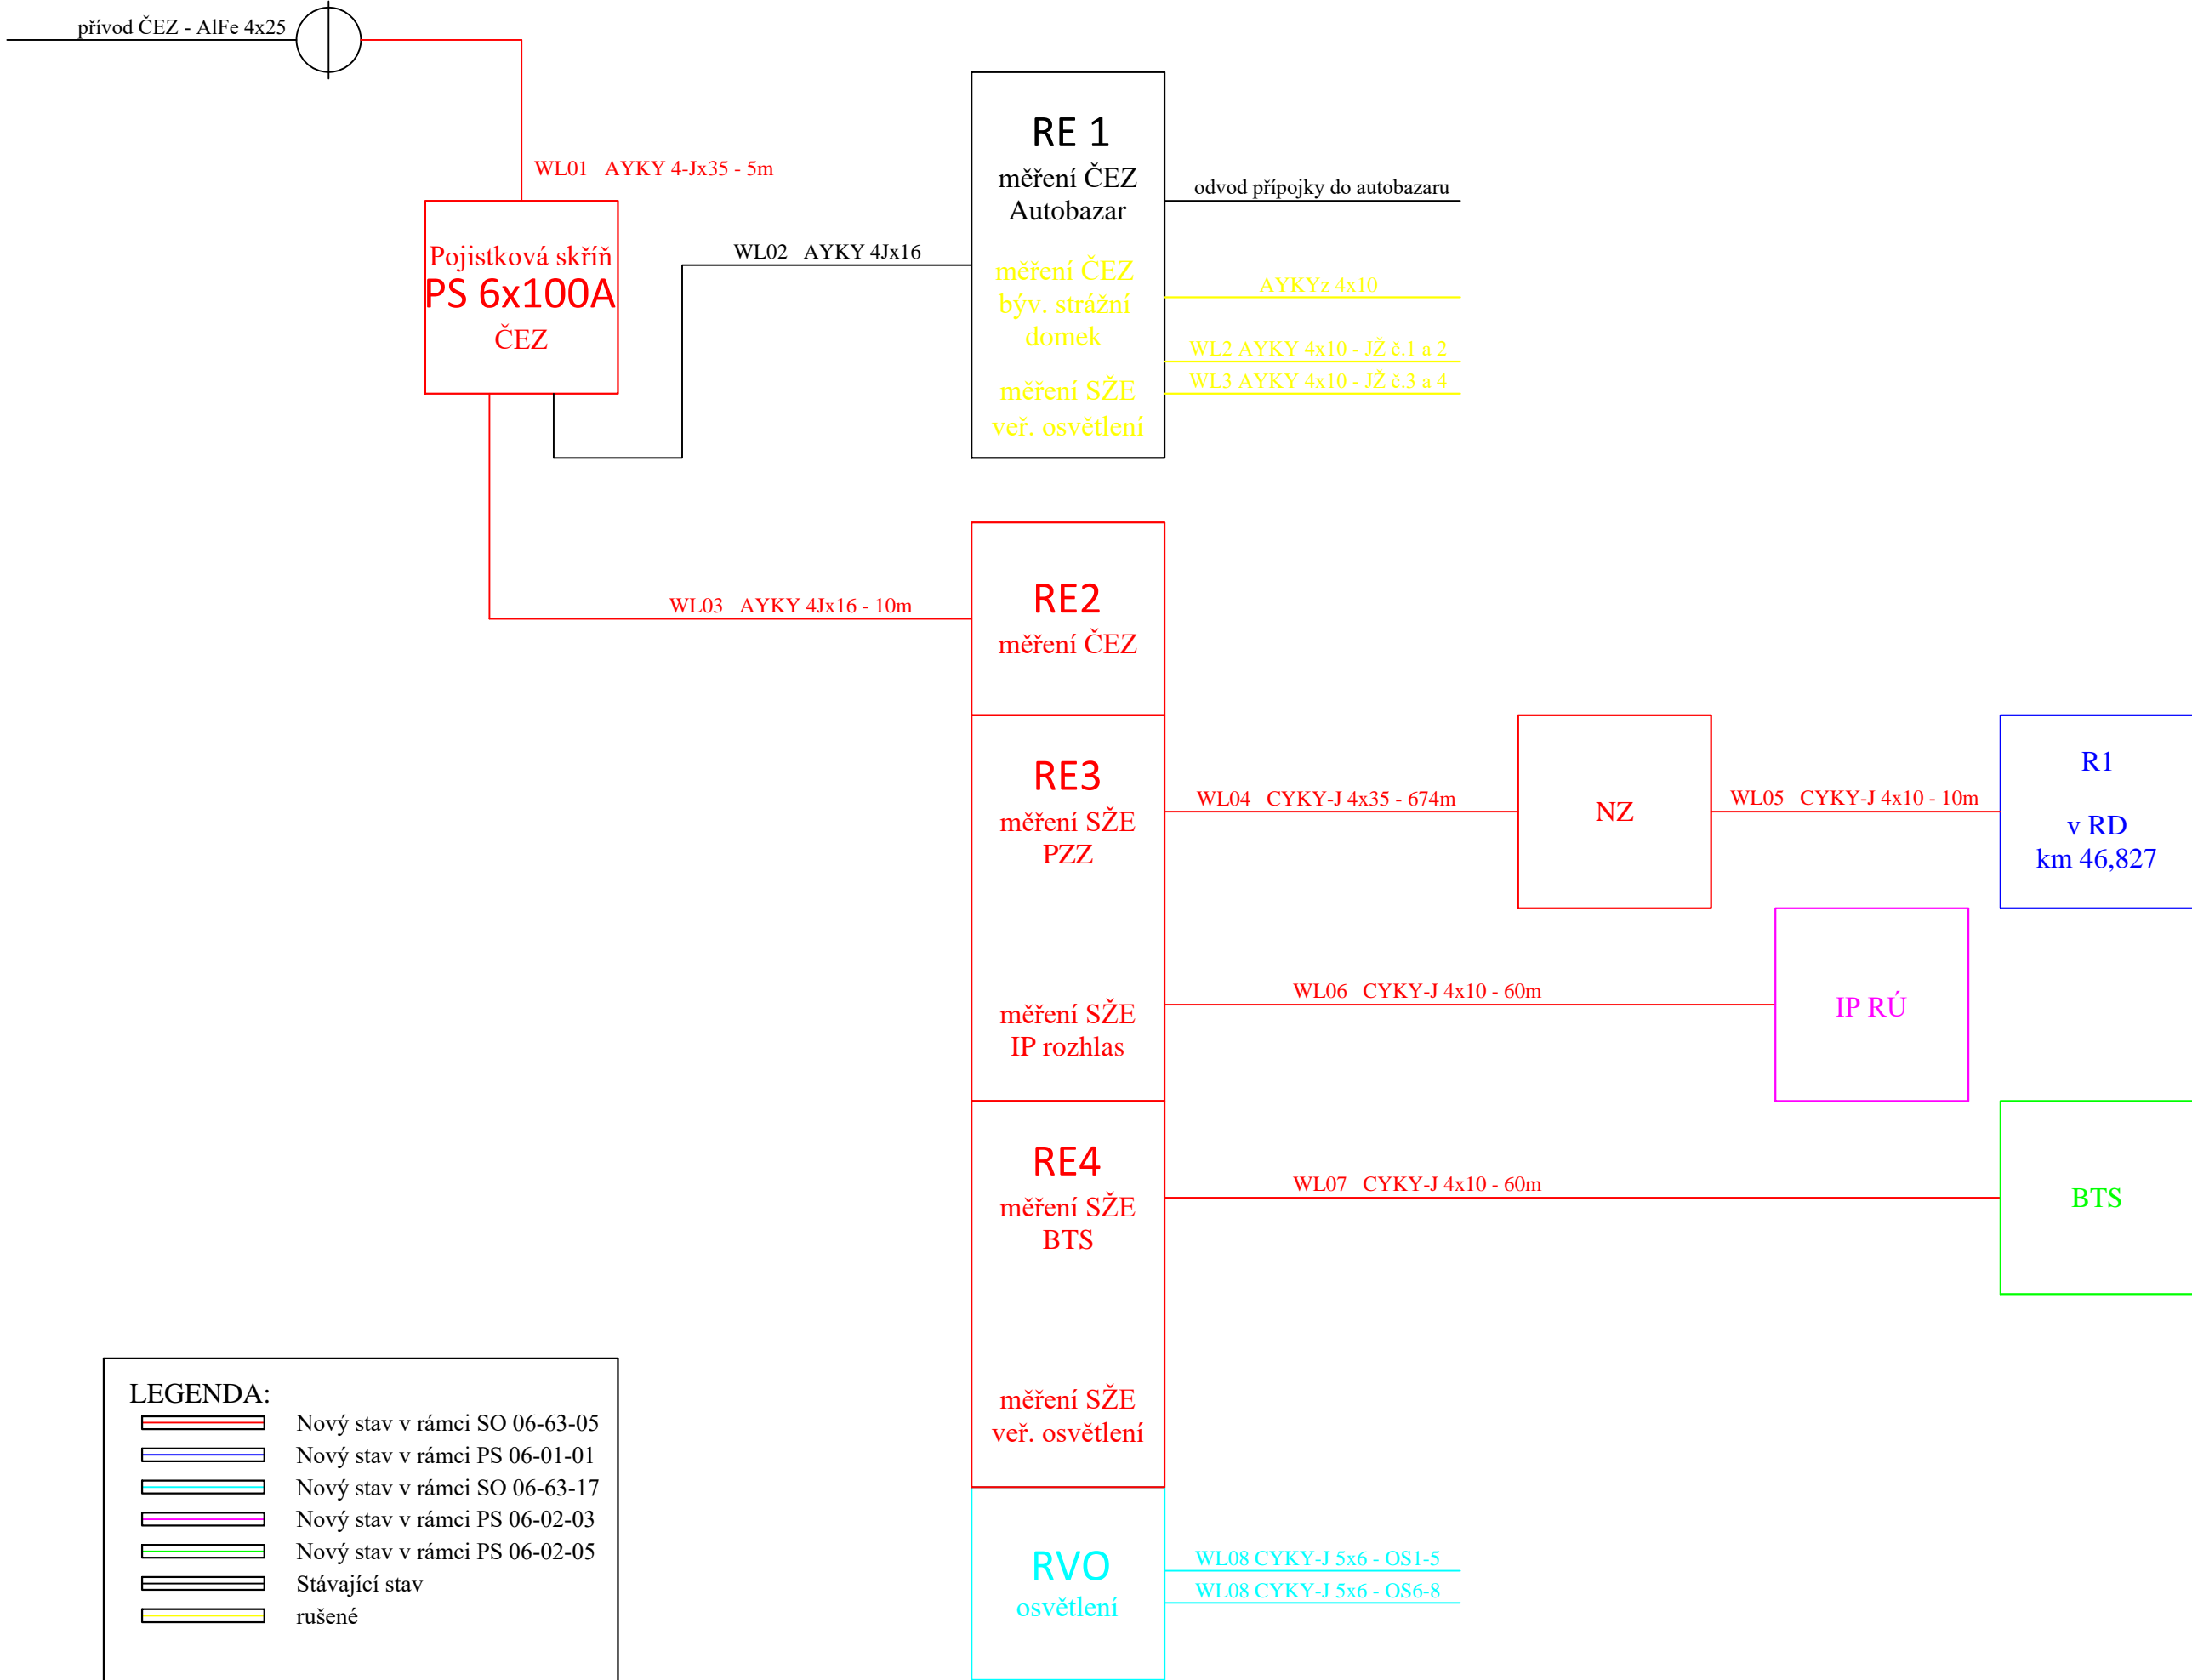 přívod ČEZ - AlFe 4x25
WL01 AYKY 4-Jx35 - 5m
Pojistková skříň
PS 6x100A
ČEZ
WL02 AYKY 4Jx16
RE 1
měření ČEZ
Autobazar
měření ČEZ
býv. strážní
domek
měření SŽE
veř. osvětlení
odvod přípojky do autobazaru
AYKYz 4x10
WL2 AYKY 4x10 - JŽ č.1 a 2
WL3 AYKY 4x10 - JŽ č.3 a 4
WL03 AYKY 4Jx16 - 10m
RE2
měření ČEZ
RE3
měření SŽE
PZZ
měření SŽE
IP rozhlas
WL04 CYKY-J 4x35 - 674m
NZ
WL05 CYKY-J 4x10 - 10m
R1
v RD
km 46,827
WL06 CYKY-J 4x10 - 60m
IP RÚ
RE4
měření SŽE
BTS
měření SŽE
veř. osvětlení
WL07 CYKY-J 4x10 - 60m
BTS
RVO
osvětlení
WL08 CYKY-J 5x6 - OS1-5
WL08 CYKY-J 5x6 - OS6-8
LEGENDA:
Nový stav v rámci SO 06-63-05
Nový stav v rámci PS 06-01-01
Nový stav v rámci SO 06-63-17
Nový stav v rámci PS 06-02-03
Nový stav v rámci PS 06-02-05
Stávající stav
rušené